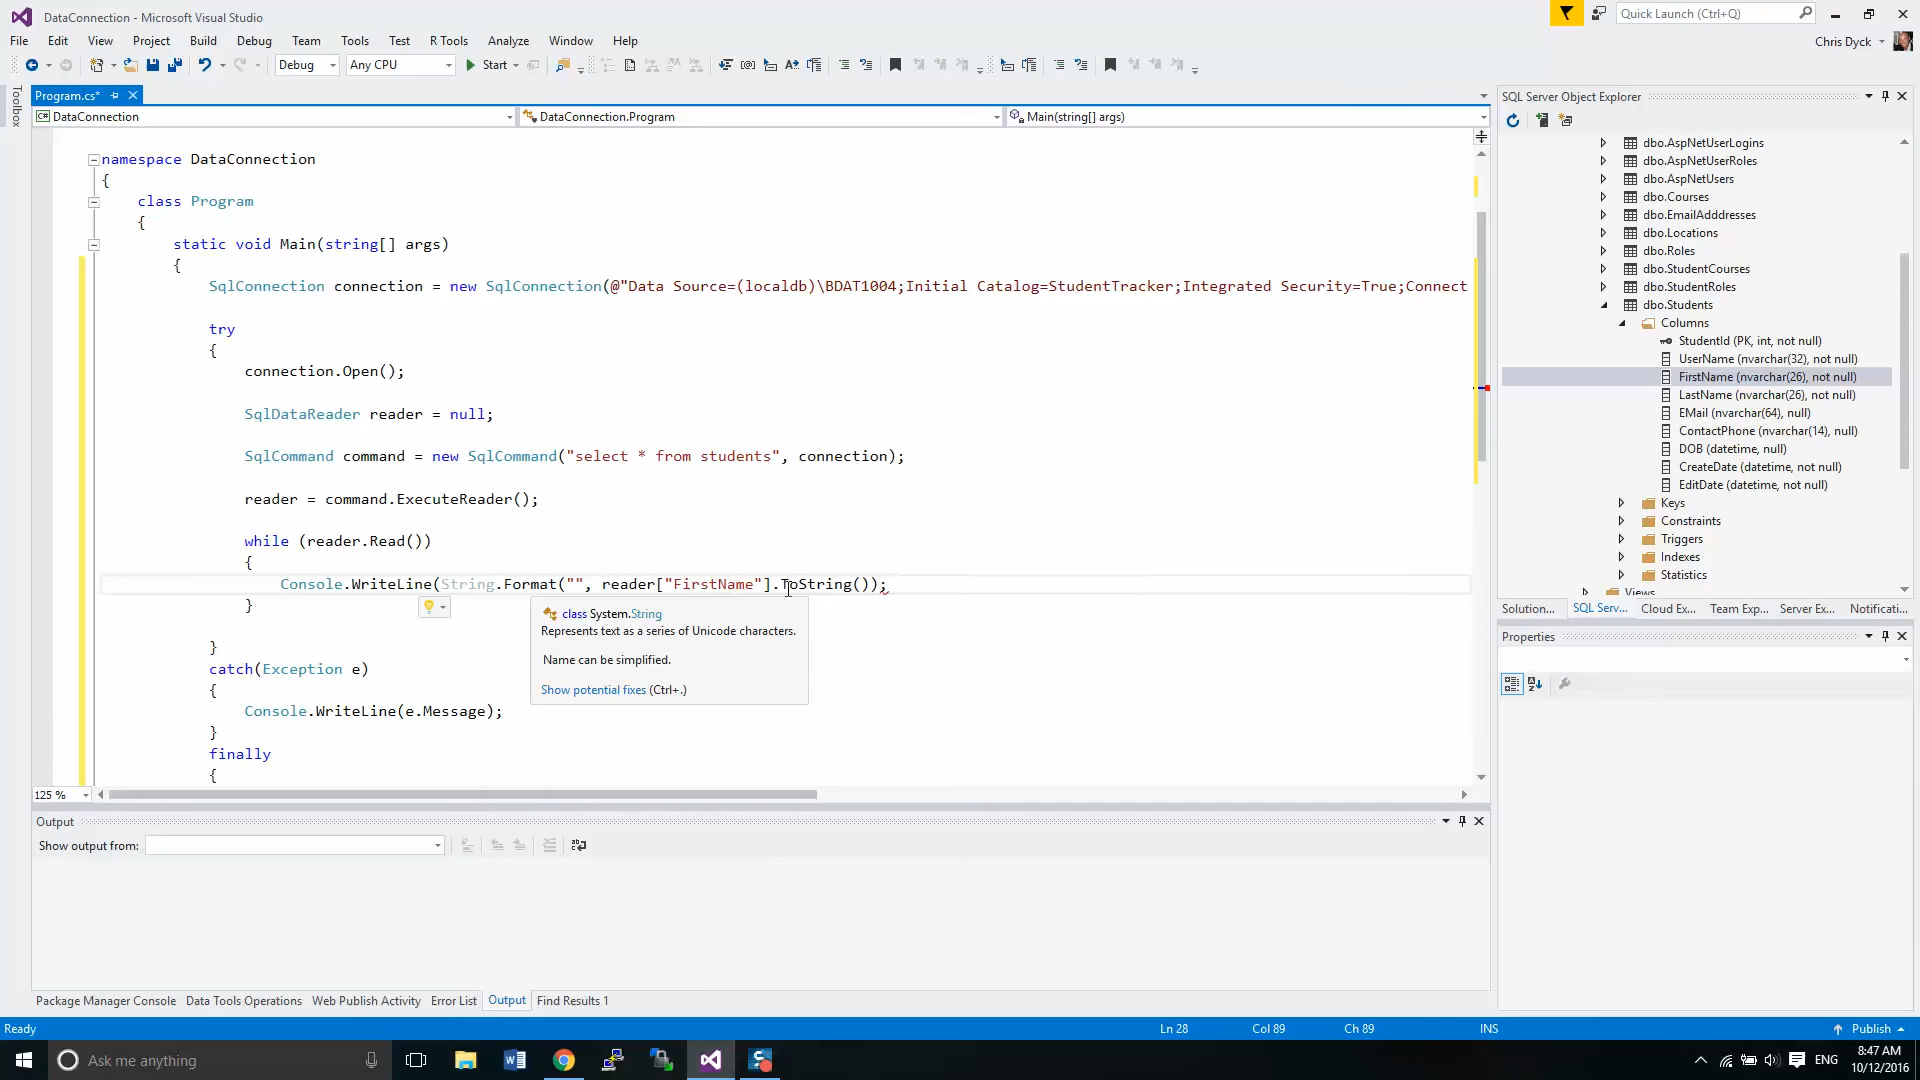 DataConnection - Microsoft Visual Studio
Quick Launch (Ctrl+Q)
File Edit View Project Build Debug Team Tools Test R Tools Analyze Window Help
Chris Dyck
Debug Any CPU Start
Toolbox
Program.cs*
DataConnection DataConnection.Program Main(string[] args)
namespace DataConnection
{
class Program
{
static void Main(string[] args)
{
SqlConnection connection = new SqlConnection(@"Data Source=(localdb)\BDAT1004;Initial Catalog=StudentTracker;Integrated Security=True;Connect
try
{
connection.Open();
SqlDataReader reader = null;
SqlCommand command = new SqlCommand("select * from students", connection);
reader = command.ExecuteReader();
while (reader.Read())
{
Console.WriteLine(String.Format("", reader["FirstName"].ToString());
}
class System.String
Represents text as a series of Unicode characters.
Name can be simplified.
Show potential fixes (Ctrl+.)
}
catch(Exception e)
{
Console.WriteLine(e.Message);
}
finally
{
125 %
Output
Show output from:
Package Manager Console Data Tools Operations Web Publish Activity Error List Output Find Results 1
SQL Server Object Explorer
dbo.AspNetUserLogins
dbo.AspNetUserRoles
dbo.AspNetUsers
dbo.Courses
dbo.EmailAdddresses
dbo.Locations
dbo.Roles
dbo.StudentCourses
dbo.StudentRoles
dbo.Students
Columns
StudentId (PK, int, not null)
UserName (nvarchar(32), not null)
FirstName (nvarchar(26), not null)
LastName (nvarchar(26), not null)
EMail (nvarchar(64), null)
ContactPhone (nvarchar(14), null)
DOB (datetime, null)
CreateDate (datetime, not null)
EditDate (datetime, not null)
Keys
Constraints
Triggers
Indexes
Statistics
Views
Solution... SQL Serv... Cloud Ex... Team Exp... Server Ex... Notificati...
Properties
Ready Ln 28 Col 89 Ch 89 INS Publish
Ask me anything
ENG
8:47 AM
10/12/2016